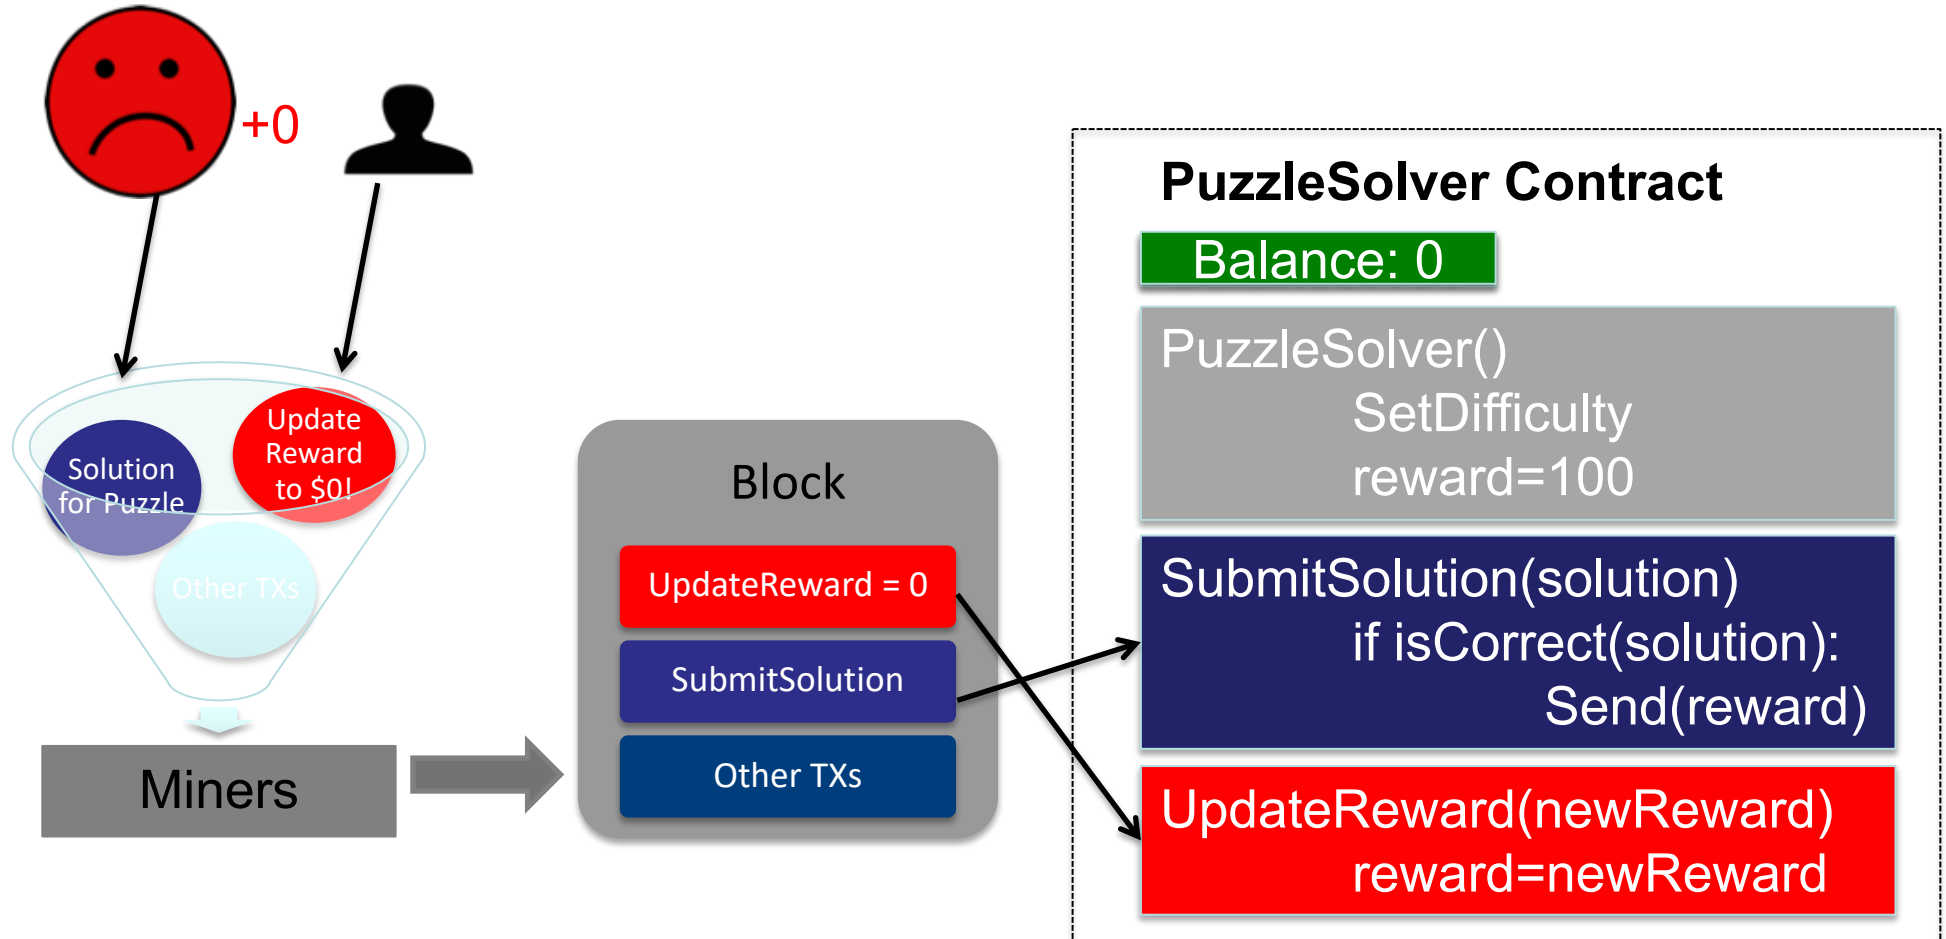 +0
Solution
for Puzzle
Update
Reward
to $0!
Other TXs
Miners
Block
UpdateReward = 0
SubmitSolution
Other TXs
PuzzleSolver Contract
Balance: 0
PuzzleSolver()
SetDifficulty
reward=100
SubmitSolution(solution)
if isCorrect(solution):
Send(reward)
UpdateReward(newReward)
reward=newReward